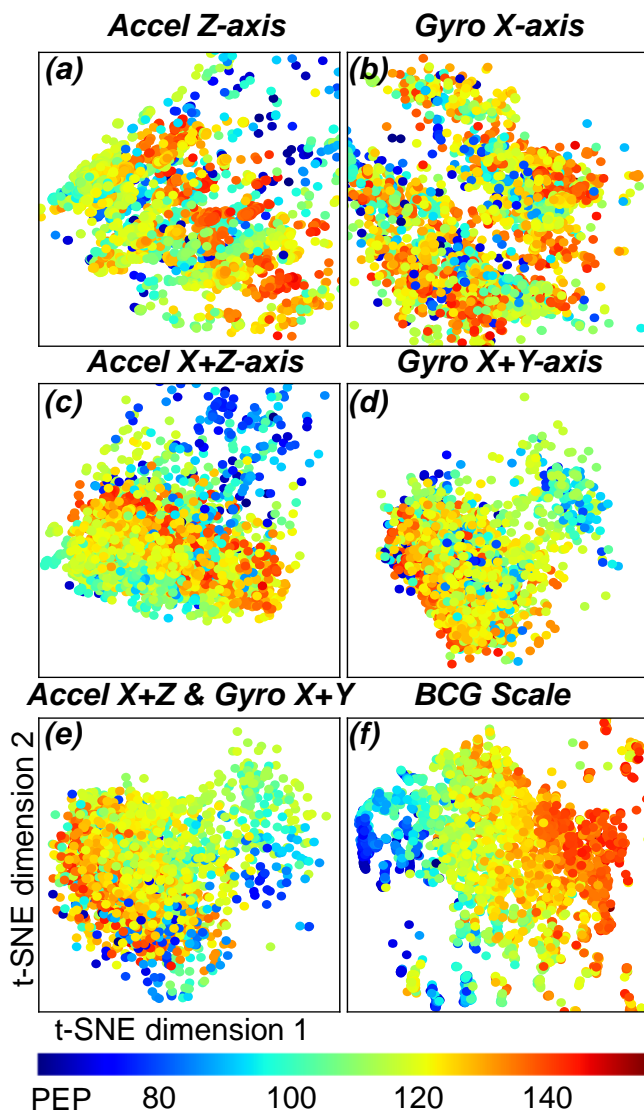 Accel Z-axis
Gyro X-axis
(a)
(b)
Accel X+Z-axis
Gyro X+Y-axis
(c)
(d)
Accel X+Z & Gyro X+Y
BCG Scale
(e)
(f)
t-SNE dimension 2
t-SNE dimension 1
PEP 80 100 120 140